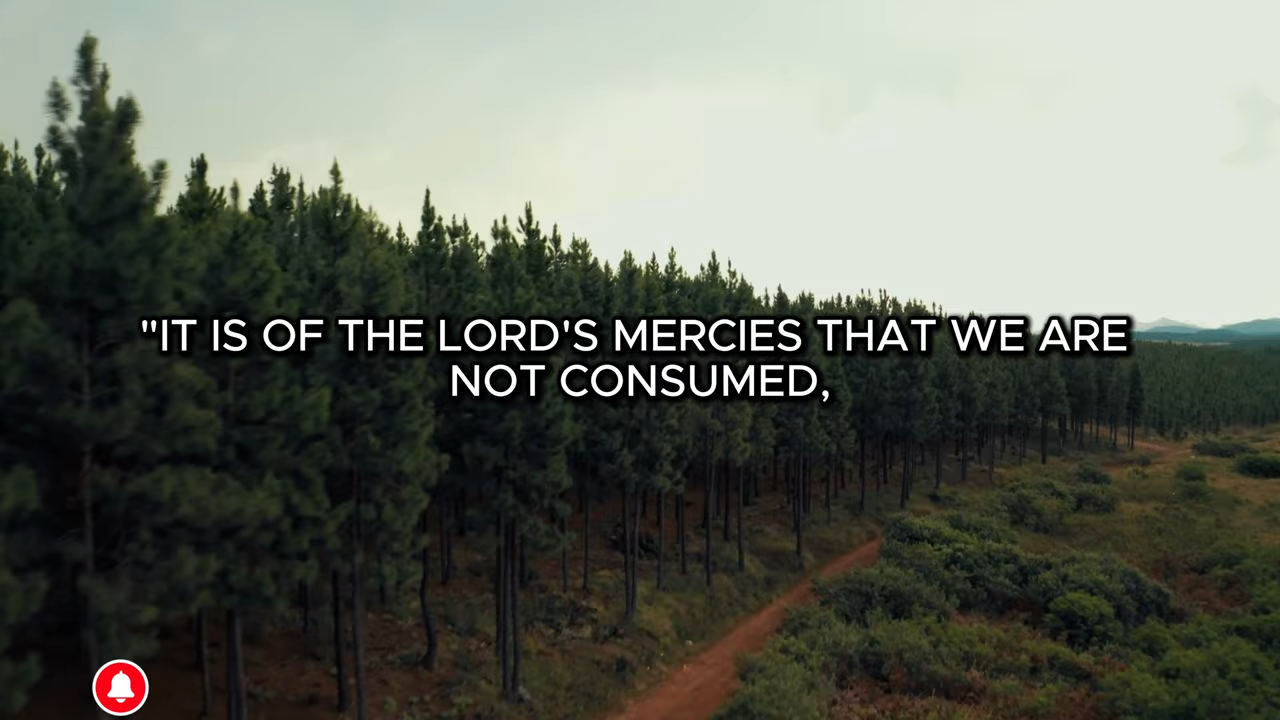 "IT IS OF THE LORD'S MERCIES THAT WE ARE
NOT CONSUMED,